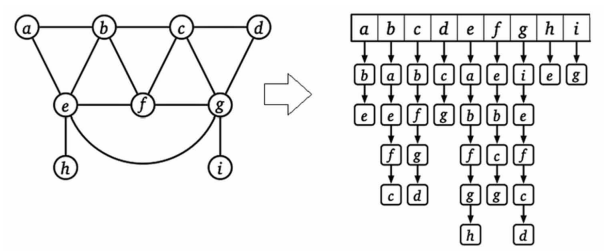 a b c d
e f g
h i
a b c d e f g h i
b a b c a e i e g
e e f g b b e
f g f c f
c d g g c
h d